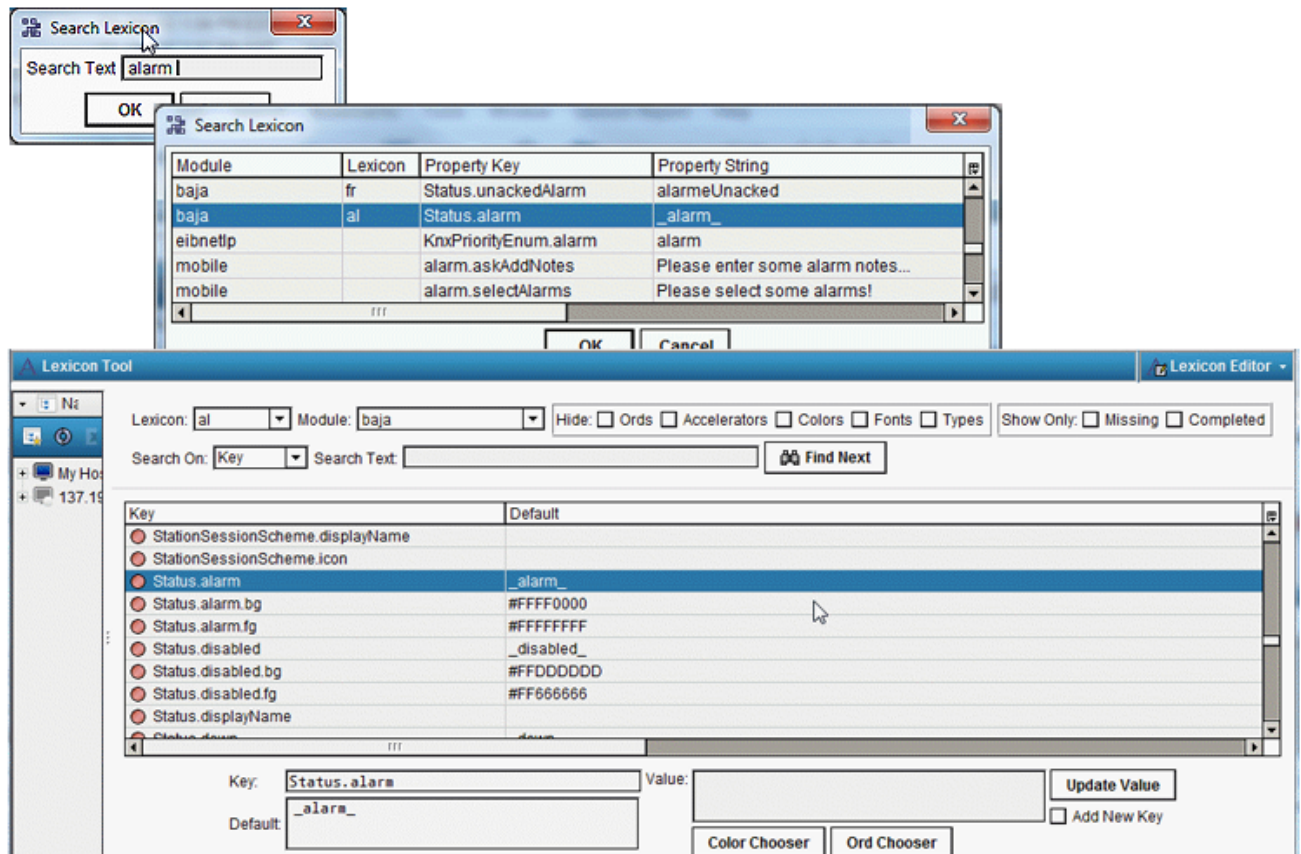 Search Lexicon
Search Text alarm
OK
Search Lexicon
Module Lexicon Property Key Property String
baja fr Status.unackedAlarm alarmeUnacked
baja al Status.alarm _alarm_
eibnetIp KnxPriorityEnum.alarm alarm
mobile alarm.askAddNotes Please enter some alarm notes...
mobile alarm.selectAlarms Please select some alarms!
OK Cancel
Lexicon Tool Lexicon Editor
Na
Lexicon: al Module: baja Hide: Ords Accelerators Colors Fonts Types Show Only: Missing Completed
Search On: Key Search Text: Find Next
My Hos
137.19
Key Default
StationSessionScheme.displayName
StationSessionScheme.icon
Status.alarm _alarm_
Status.alarm.bg #FFFF0000
Status.alarm.fg #FFFFFFFF
Status.disabled _disabled_
Status.disabled.bg #FFDDDDDD
Status.disabled.fg #FF666666
Status.displayName
Status.down _down_
Key: Status.alarm Value: Update Value
Default: _alarm_ Add New Key
Color Chooser Ord Chooser